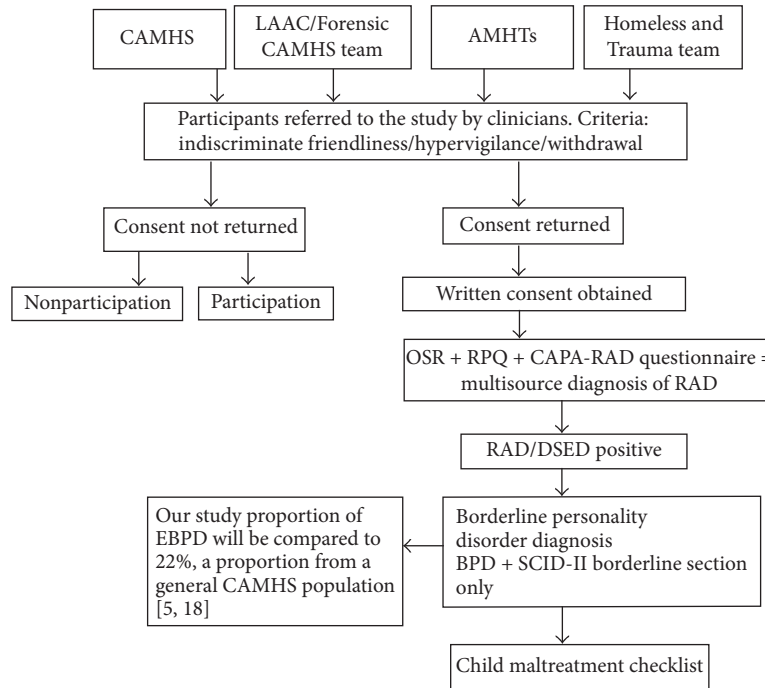 CAMHS
LAAC/Forensic
CAMHS team
AMHTs
Homeless and
Trauma team
Participants referred to the study by clinicians. Criteria:
indiscriminate friendliness/hypervigilance/withdrawal
Consent not returned
Consent returned
Nonparticipation
Participation
Written consent obtained
OSR + RPQ + CAPA-RAD questionnaire =
multisource diagnosis of RAD
RAD/DSED positive
Our study proportion of
EBPD will be compared to
22%, a proportion from a
general CAMHS population
[5, 18]
Borderline personality
disorder diagnosis
BPD + SCID-II borderline section
only
Child maltreatment checklist